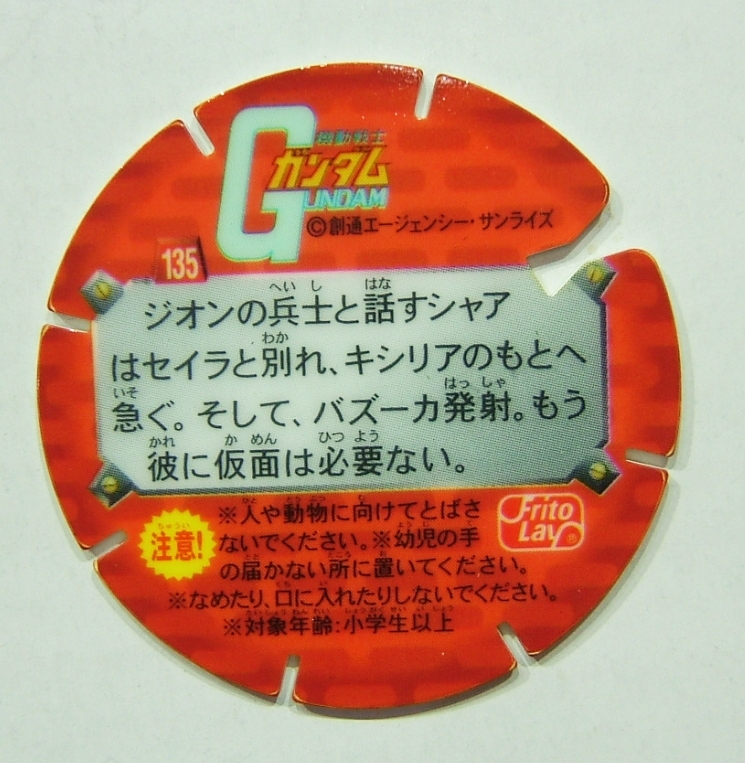 機動戦士
ガンダム
GUNDAM
©創通エージェンシー・サンライズ
135
ジオンの兵士と話すシャア
はセイラと別れ、キシリアのもとへ
急ぐ。そして、バズーカ発射。もう
彼に仮面は必要ない。
注意!
※人や動物に向けてとばさ
ないでください。※幼児の手
の届かない所に置いてください。
※なめたり、口に入れたりしないでください。
※対象年齢:小学生以上
Frito
Lay®